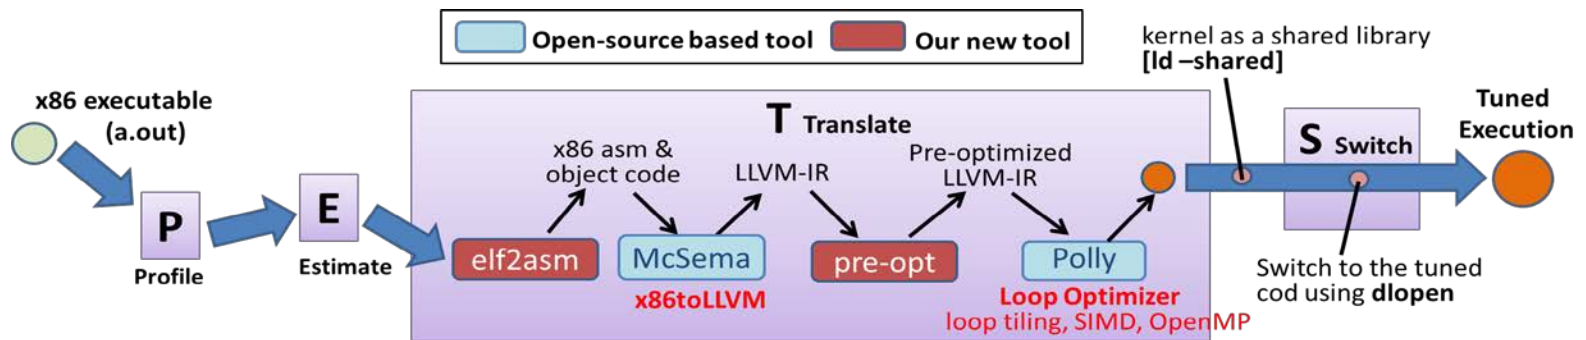 Open-source based tool
Our new tool
x86 executable
(a.out)
P
Profile
E
Estimate
T Translate
elf2asm
x86 asm &
object code
McSema
x86toLLVM
LLVM-IR
pre-opt
Pre-optimized
LLVM-IR
Polly
Loop Optimizer
loop tiling, SIMD, OpenMP
kernel as a shared library
[ld –shared]
S Switch
Switch to the tuned
cod using dlopen
Tuned
Execution